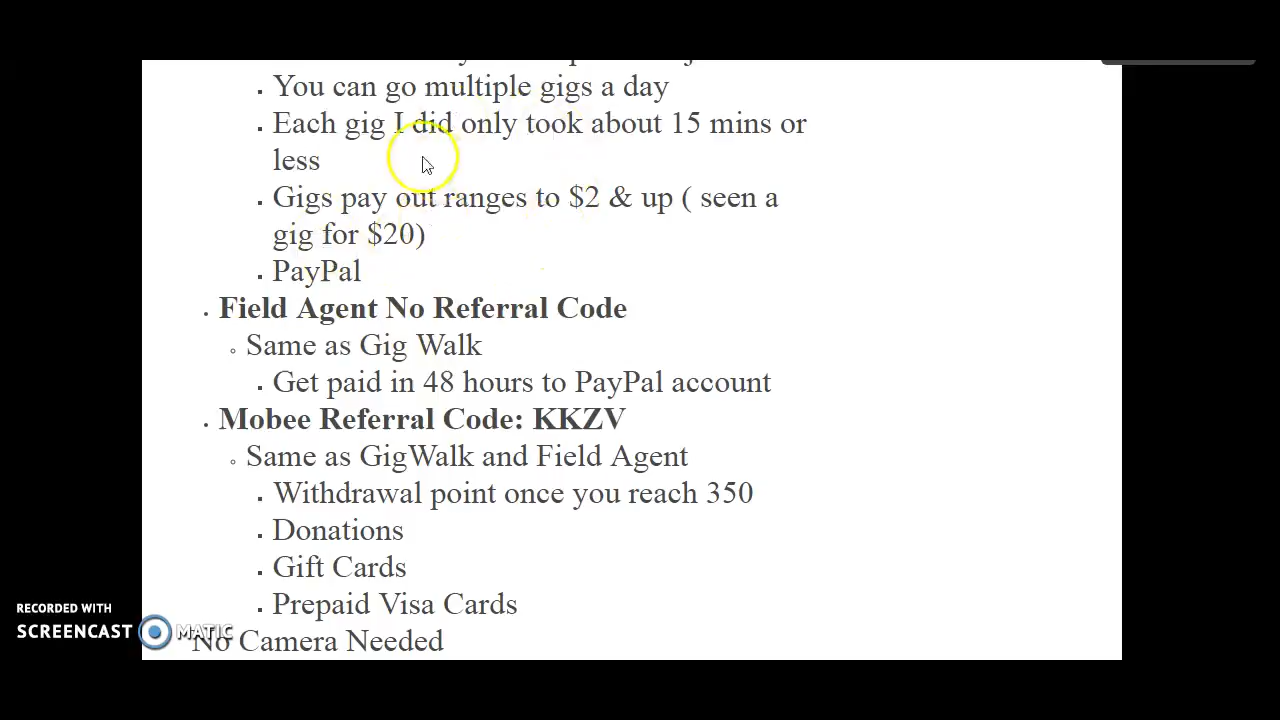 You can go multiple gigs a day
Each gig I did only took about 15 mins or
less
Gigs pay out ranges to $2 & up ( seen a
gig for $20)
PayPal
Field Agent No Referral Code
Same as Gig Walk
Get paid in 48 hours to PayPal account
Mobee Referral Code: KKZV
Same as GigWalk and Field Agent
Withdrawal point once you reach 350
Donations
Gift Cards
Prepaid Visa Cards
No Camera Needed
RECORDED WITH
SCREENCAST MATIC